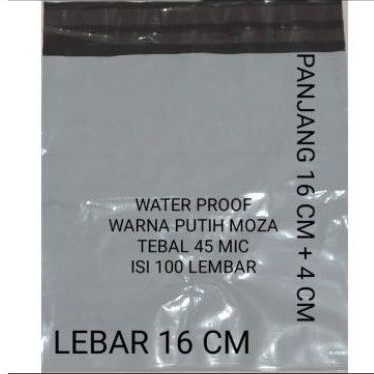 PANJANG 16 CM + 4 CM
WATER PROOF
WARNA PUTIH MOZA
TEBAL 45 MIC
ISI 100 LEMBAR
LEBAR 16 CM